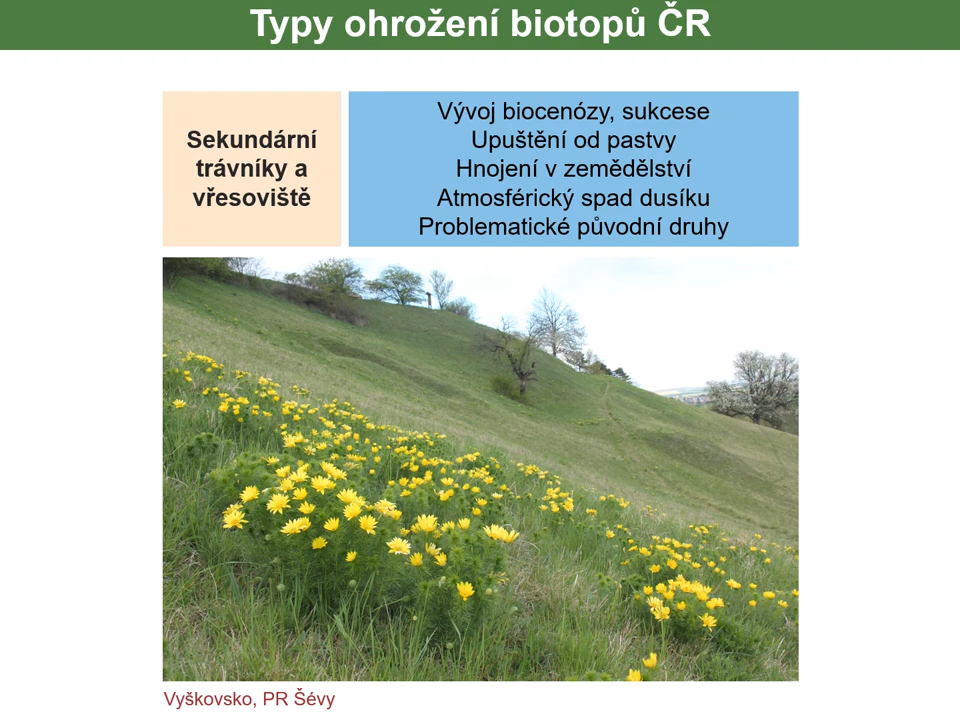 Typy ohrožení biotopů ČR
Sekundární
trávníky a
vřesoviště
Vývoj biocenózy, sukcese
Upuštění od pastvy
Hnojení v zemědělství
Atmosférický spad dusíku
Problematické původní druhy
Vyškovsko, PR Šévy